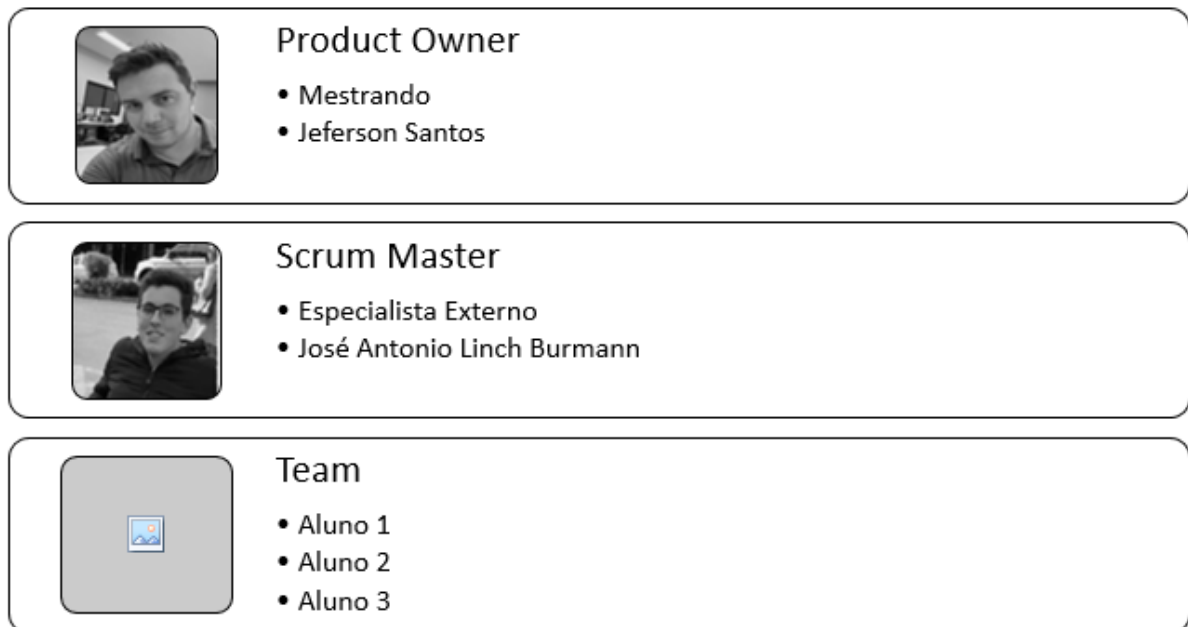 Product Owner
• Mestrando
• Jeferson Santos
Scrum Master
• Especialista Externo
• José Antonio Linch Burmann
Team
• Aluno 1
• Aluno 2
• Aluno 3